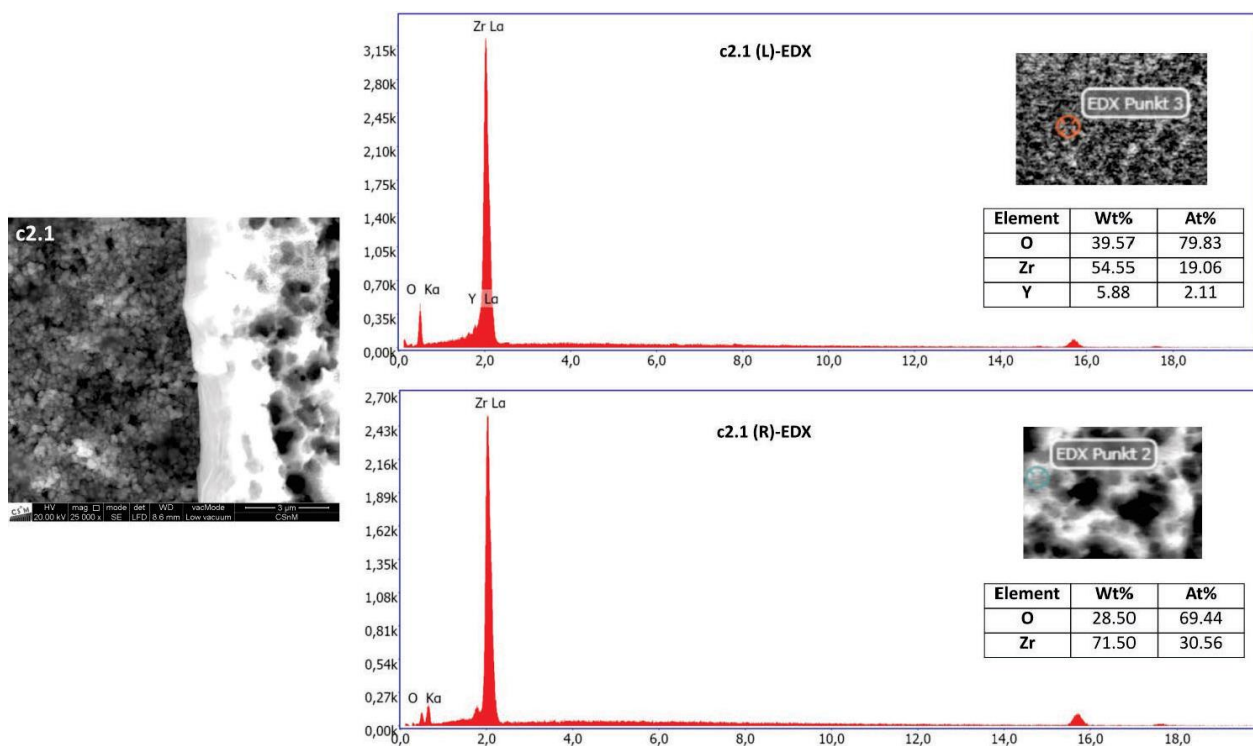 c2.1
HV mag □ mode det WD vacMode 3 µm
20.00 kV 25 000 x SE LFD 8.6 mm Low vacuum CSnM
c2.1 (L)-EDX
Zr La
3,15k
2,80k
2,45k
2,10k
1,75k
1,40k
1,05k
0,70k
0,35k
0,00k
O Ka
Y La
0,0 2,0 4,0 6,0 8,0 10,0 12,0 14,0 16,0 18,0
EDX Punkt 3
Element Wt% At%
O 39.57 79.83
Zr 54.55 19.06
Y 5.88 2.11
c2.1 (R)-EDX
Zr La
2,70k
2,43k
2,16k
1,89k
1,62k
1,35k
1,08k
0,81k
0,54k
0,27k
0,00k
O Ka
0,0 2,0 4,0 6,0 8,0 10,0 12,0 14,0 16,0 18,0
EDX Punkt 2
Element Wt% At%
O 28.50 69.44
Zr 71.50 30.56